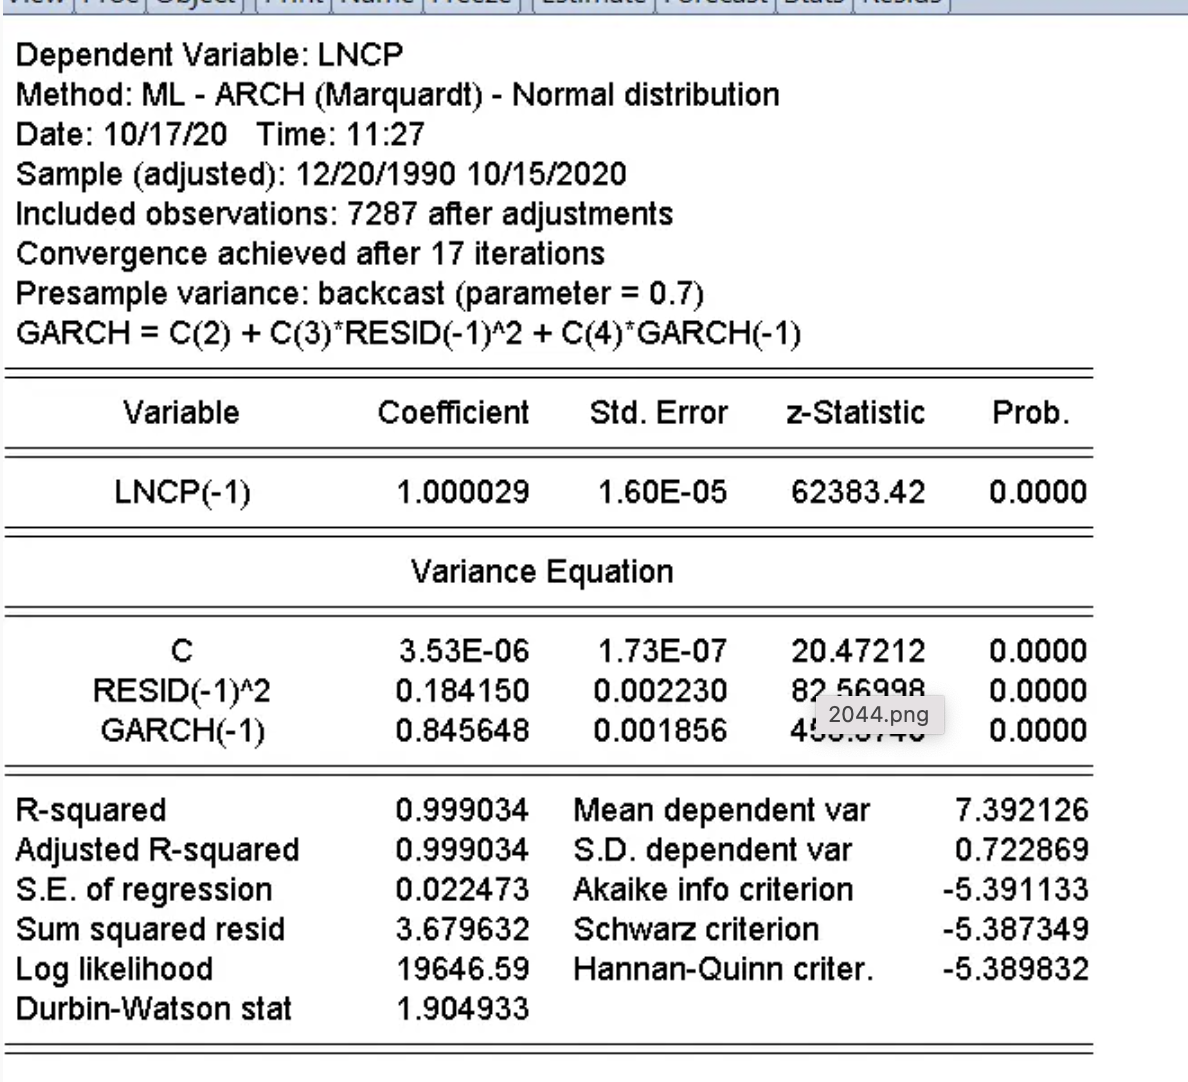 Dependent Variable: LNCP
Method: ML - ARCH (Marquardt) - Normal distribution
Date: 10/17/20 Time: 11:27
Sample (adjusted): 12/20/1990 10/15/2020
Included observations: 7287 after adjustments
Convergence achieved after 17 iterations
Presample variance: backcast (parameter = 0.7)
GARCH = C(2) + C(3)*RESID(-1)^2 + C(4)*GARCH(-1)
Variable Coefficient Std. Error z-Statistic Prob.
LNCP(-1) 1.000029 1.60E-05 62383.42 0.0000
Variance Equation
C 3.53E-06 1.73E-07 20.47212 0.0000
RESID(-1)^2 0.184150 0.002230 82.56998 0.0000
2044.png
GARCH(-1) 0.845648 0.001856 0.0000
R-squared 0.999034 Mean dependent var 7.392126
Adjusted R-squared 0.999034 S.D. dependent var 0.722869
S.E. of regression 0.022473 Akaike info criterion -5.391133
Sum squared resid 3.679632 Schwarz criterion -5.387349
Log likelihood 19646.59 Hannan-Quinn criter. -5.389832
Durbin-Watson stat 1.904933